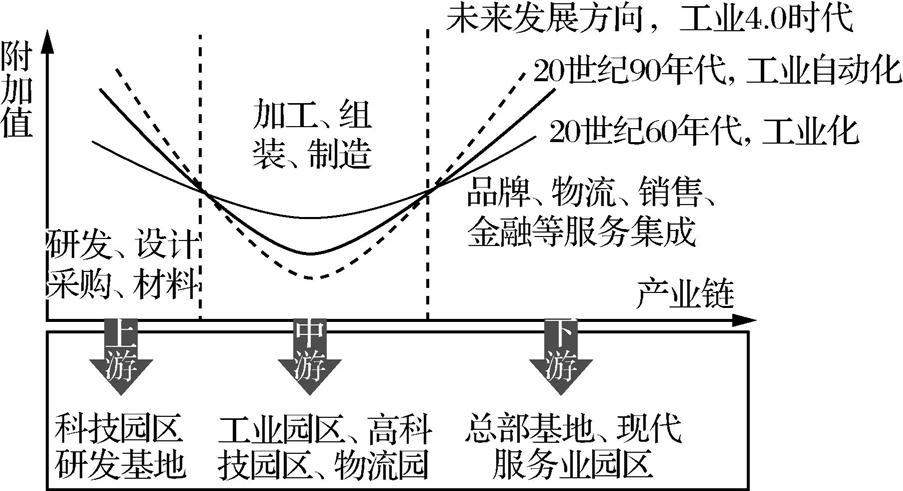 未来发展方向，工业4.0时代
附加值
20世纪90年代，工业自动化
加工、组
装、制造
20世纪60年代，工业化
品牌、物流、销售、
金融等服务集成
研发、设计
采购、材料
产业链
上游
中游
下游
科技园区
研发基地
工业园区、高科
技园区、物流园
总部基地、现代
服务业园区